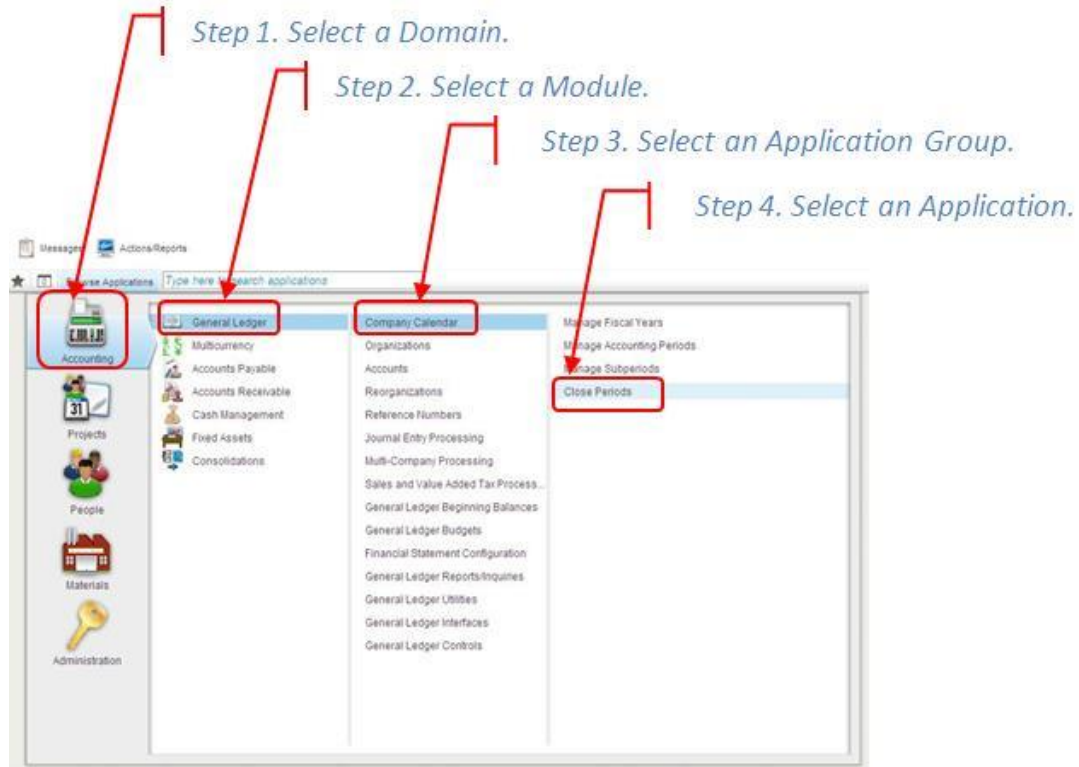 Step 1. Select a Domain.
Step 2. Select a Module.
Step 3. Select an Application Group.
Step 4. Select an Application.
Messages Actions/Reports
Browse Applications Type here to search applications
Accounting
Projects
31
People
Materials
Administration
General Ledger
Multicurrency
Accounts Payable
Accounts Receivable
Cash Management
Fixed Assets
Consolidations
Company Calendar
Organizations
Accounts
Reorganizations
Reference Numbers
Journal Entry Processing
Multi-Company Processing
Sales and Value Added Tax Process...
General Ledger Beginning Balances
General Ledger Budgets
Financial Statement Configuration
General Ledger Reports/Inquiries
General Ledger Utilities
General Ledger Interfaces
General Ledger Controls
Manage Fiscal Years
Manage Accounting Periods
Manage Subperiods
Close Periods